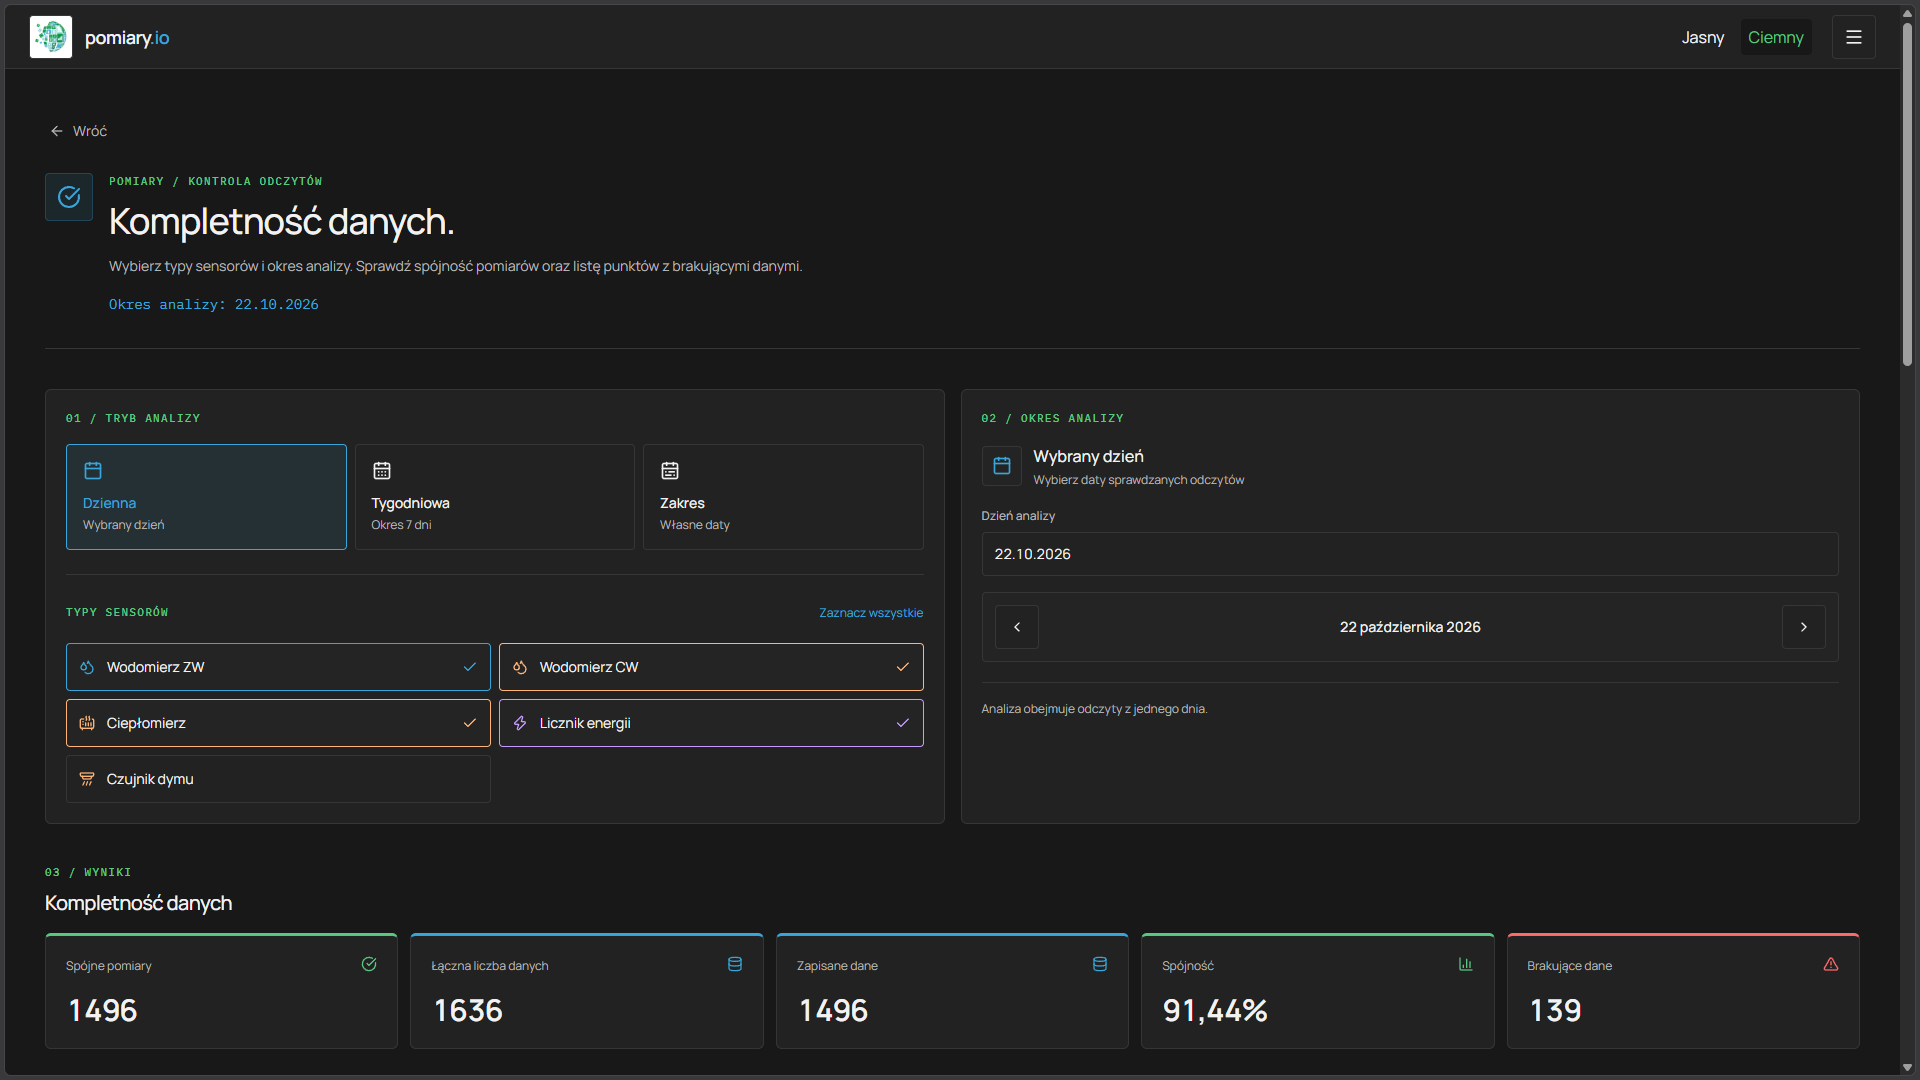 pomiary.io
Jasny
Ciemny
Wróć
POMIARY / KONTROLA ODCZYTÓW
Kompletność danych.
Wybierz typy sensorów i okres analizy. Sprawdź spójność pomiarów oraz listę punktów z brakującymi danymi.
Okres analizy: 22.10.2026
01 / TRYB ANALIZY
Dzienna
Wybrany dzień
Tygodniowa
Okres 7 dni
Zakres
Własne daty
TYPY SENSORÓW
Zaznacz wszystkie
Wodomierz ZW
Wodomierz CW
Ciepłomierz
Licznik energii
Czujnik dymu
02 / OKRES ANALIZY
Wybrany dzień
Wybierz daty sprawdzanych odczytów
Dzień analizy
22.10.2026
22 października 2026
Analiza obejmuje odczyty z jednego dnia.
03 / WYNIKI
Kompletność danych
Spójne pomiary
1496
Łączna liczba danych
1636
Zapisane dane
1496
Spójność
91,44%
Brakujące dane
139